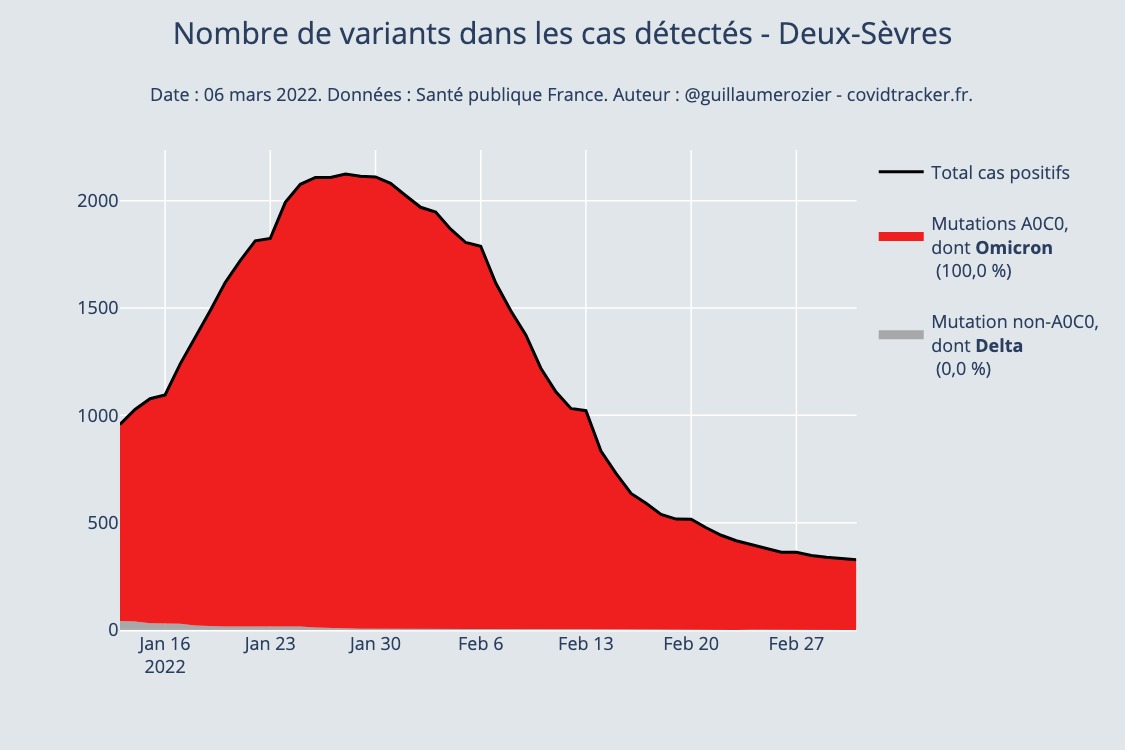 Nombre de variants dans les cas détectés - Deux-Sèvres
Date : 06 mars 2022. Données : Santé publique France. Auteur : @guillaumerozier - covidtracker.fr.
2000
1500
1000
500
0
Jan 16 Jan 23 Jan 30 Feb 6 Feb 13 Feb 20 Feb 27
2022
Total cas positifs
Mutations A0C0,
dont Omicron
(100,0 %)
Mutation non-A0C0,
dont Delta
(0,0 %)